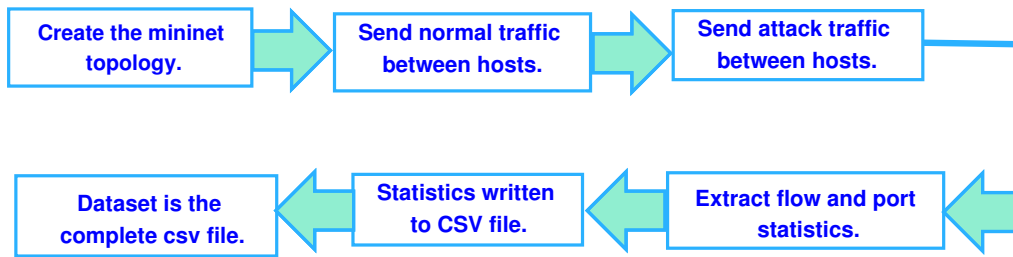 Create the mininet
topology.
Send normal traffic
between hosts.
Send attack traffic
between hosts.
Extract flow and port
statistics.
Statistics written
to CSV file.
Dataset is the
complete csv file.